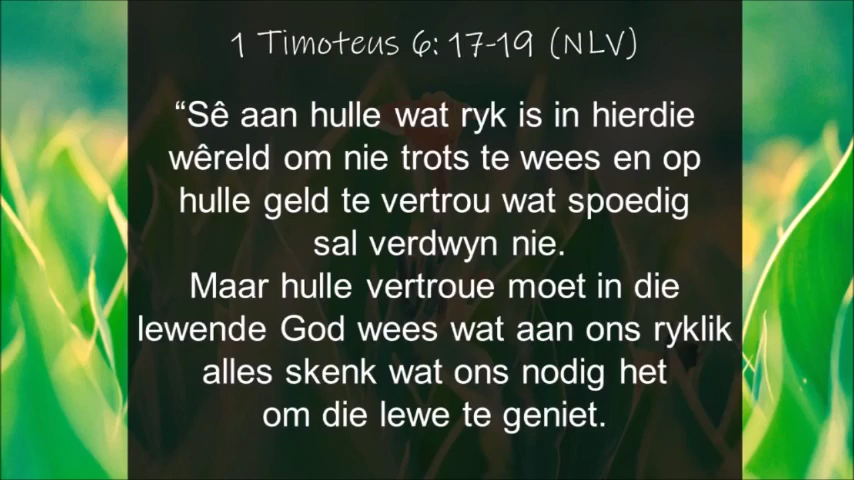 1 Timoteus 6: 17-19 (NLV)
“Sê aan hulle wat ryk is in hierdie
wêreld om nie trots te wees en op
hulle geld te vertrou wat spoedig
sal verdwyn nie.
Maar hulle vertroue moet in die
lewende God wees wat aan ons ryklik
alles skenk wat ons nodig het
om die lewe te geniet.